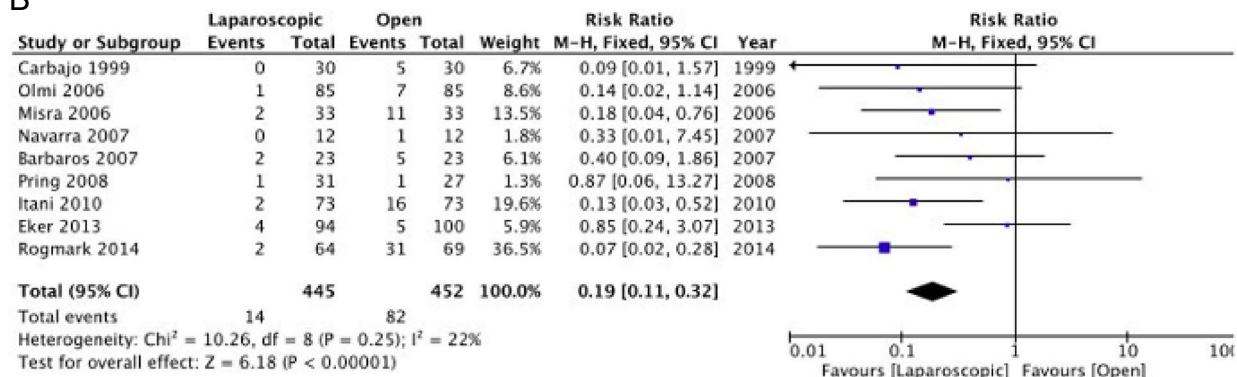 B
Laparoscopic Open Risk Ratio Risk Ratio
Study or Subgroup Events Total Events Total Weight M-H, Fixed, 95% CI Year M-H, Fixed, 95% CI
Carbajo 1999 0 30 5 30 6.7% 0.09 [0.01, 1.57] 1999
Olmi 2006 1 85 7 85 8.6% 0.14 [0.02, 1.14] 2006
Misra 2006 2 33 11 33 13.5% 0.18 [0.04, 0.76] 2006
Navarra 2007 0 12 1 12 1.8% 0.33 [0.01, 7.45] 2007
Barbaros 2007 2 23 5 23 6.1% 0.40 [0.09, 1.86] 2007
Pring 2008 1 31 1 27 1.3% 0.87 [0.06, 13.27] 2008
Itani 2010 2 73 16 73 19.6% 0.13 [0.03, 0.52] 2010
Eker 2013 4 94 5 100 5.9% 0.85 [0.24, 3.07] 2013
Rogmark 2014 2 64 31 69 36.5% 0.07 [0.02, 0.28] 2014
Total (95% CI) 445 452 100.0% 0.19 [0.11, 0.32]
Total events 14 82
Heterogeneity: Chi² = 10.26, df = 8 (P = 0.25); I² = 22%
Test for overall effect: Z = 6.18 (P < 0.00001)
0.01 0.1 1 10
Favours [Laparoscopic] Favours [Open]